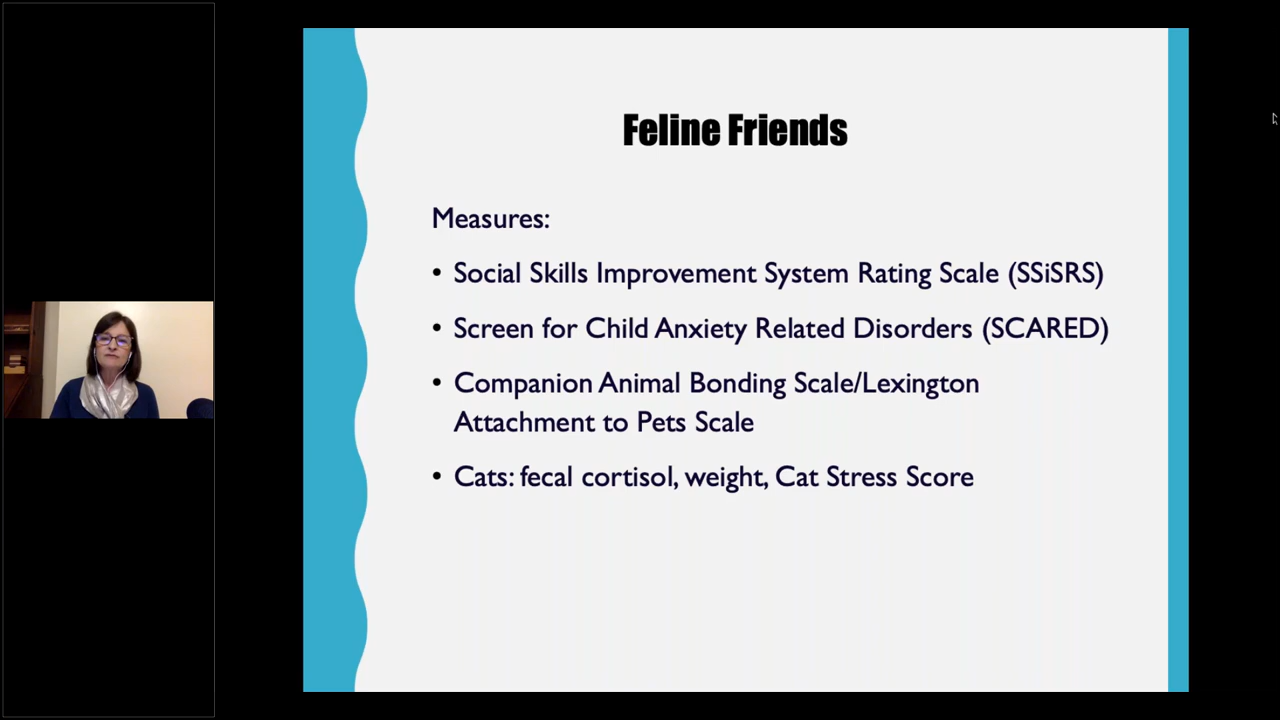 Feline Friends
Measures:
• Social Skills Improvement System Rating Scale (SSiSRS)
• Screen for Child Anxiety Related Disorders (SCARED)
• Companion Animal Bonding Scale/Lexington
Attachment to Pets Scale
• Cats: fecal cortisol, weight, Cat Stress Score